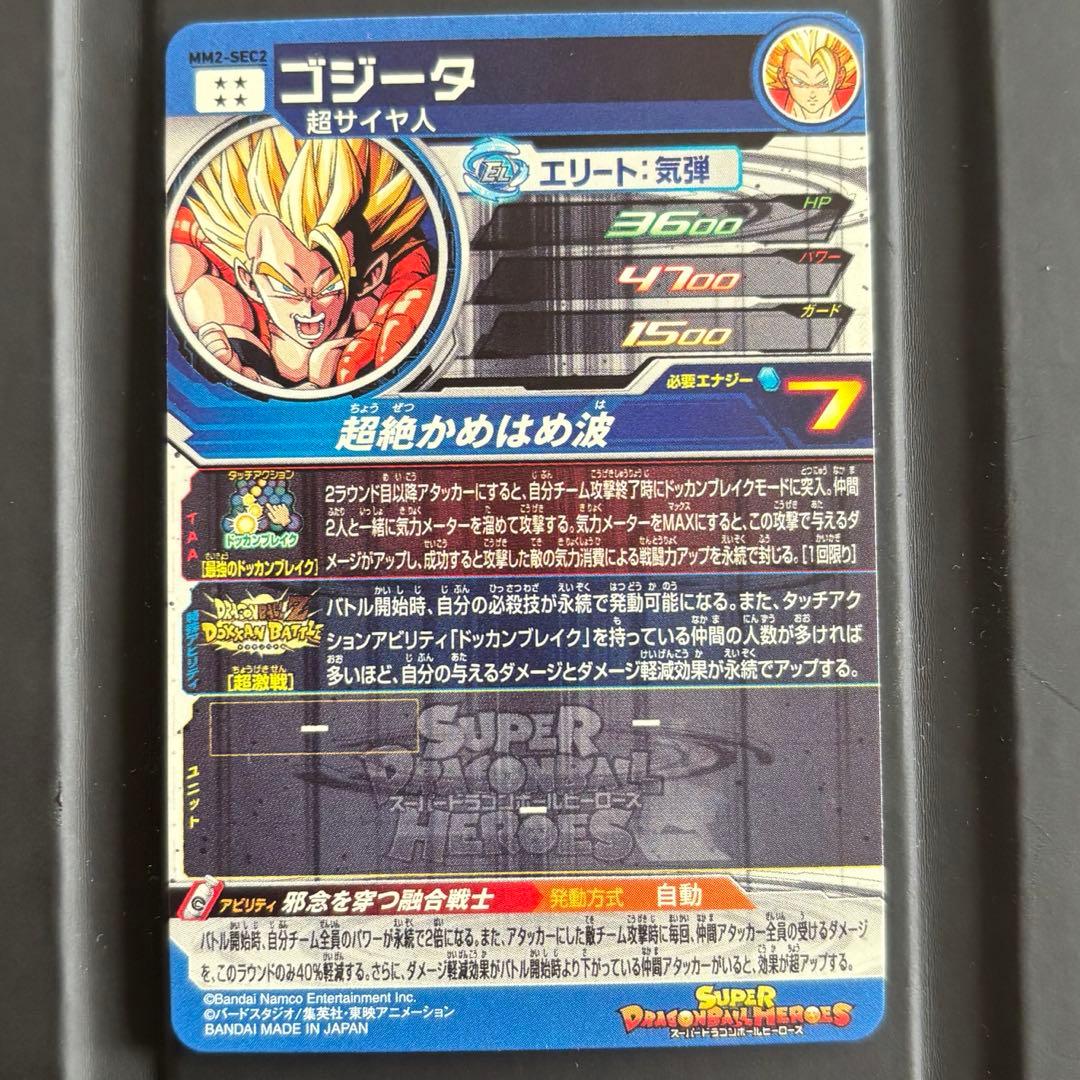 MM2-SEC2
ゴジータ
超サイヤ人
EL エリート：気弾
HP
3600
パワー
4700
ガード
1500
必要エナジー 7
ちょう ぜつ は
超絶かめはめ波
タッチアクション
ドッカンブレイク
TAA
さいきょう
[最強のドッカンブレイク]
2ラウンド目以降アタッカーにすると、自分チーム攻撃終了時にドッカンブレイクモードに突入。仲間
2人と一緒に気力メーターを溜めて攻撃する。気力メーターをMAXにすると、この攻撃で与えるダ
メージがアップし、成功すると攻撃した敵の気力消費による戦闘力アップを永続で封じる。[1回限り]
DRAGON BALL Z
DOKKAN BATTLE
ちょうげきせん
[超激戦]
バトル開始時、自分の必殺技が永続で発動可能になる。また、タッチアク
ションアビリティ「ドッカンブレイク」を持っている仲間の人数が多ければ
多いほど、自分の与えるダメージとダメージ軽減効果が永続でアップする。
ユニット
ー
ー
ー
SUPER
DRAGONBALL
スーパードラゴンボールヒーローズ
HEROES
アビリティ 邪念を穿つ融合戦士 発動方式 自動
バトル開始時、自分チーム全員のパワーが永続で2倍になる。また、アタッカーにした敵チーム攻撃時に毎回、仲間アタッカー全員の受けるダメージ
を、このラウンドのみ40%軽減する。さらに、ダメージ軽減効果がバトル開始時より下がっている仲間アタッカーがいると、効果が超アップする。
©Bandai Namco Entertainment Inc.
©バードスタジオ/集英社・東映アニメーション
BANDAI MADE IN JAPAN
SUPER
DRAGONBALL HEROES
スーパードラゴンボールヒーローズ